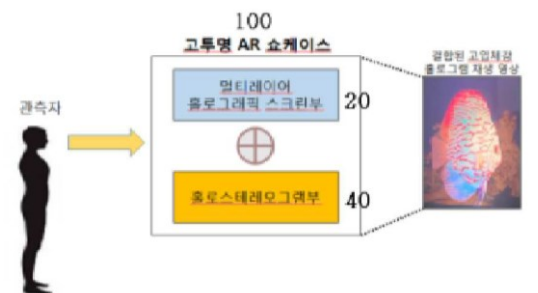 100
고투명 AR 쇼케이스
결합된 고입체감
홀로그램 재생 영상
관측자
멀티레이어
홀로그래픽 스크린부
20
홀로스테레오그램부
40